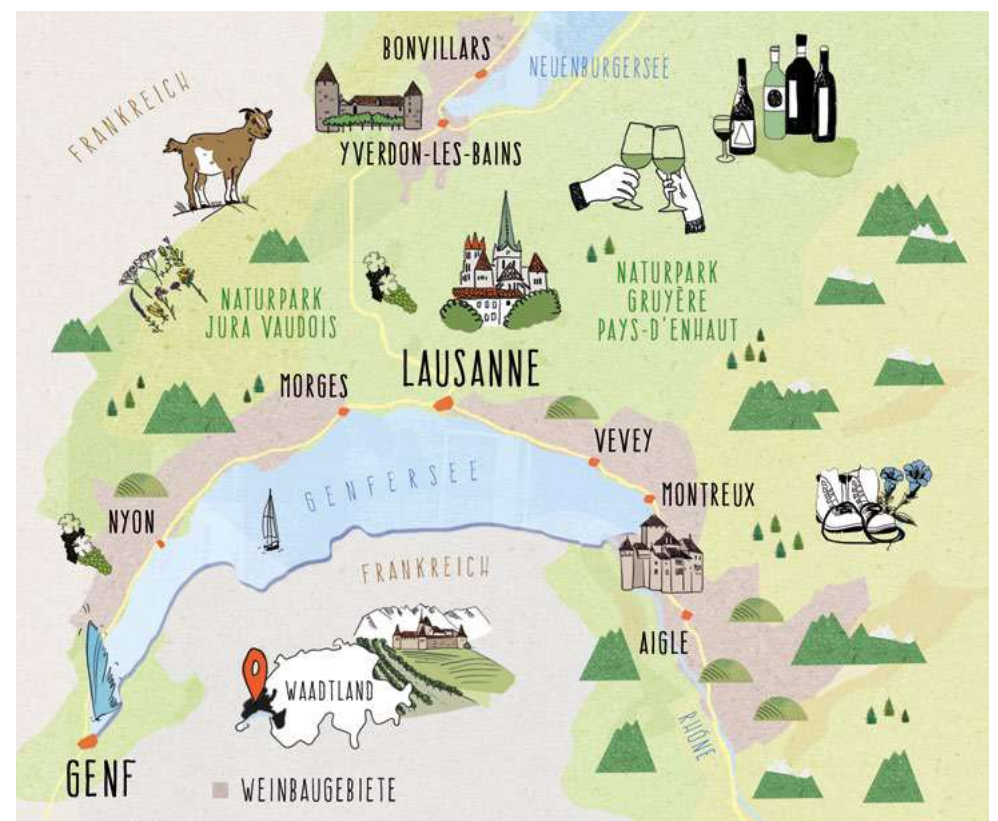 BONVILLARS
NEUENBURGERSEE
FRANKREICH
YVERDON-LES-BAINS
NATURPARK
JURA VAUDOIS
NATURPARK
GRUYÈRE
PAYS-D'ENHAUT
LAUSANNE
MORGES
VEVEY
GENFERSEE
MONTREUX
NYON
FRANKREICH
AIGLE
WAADTLAND
RHÔNE
GENF
WEINBAUGEBIETE